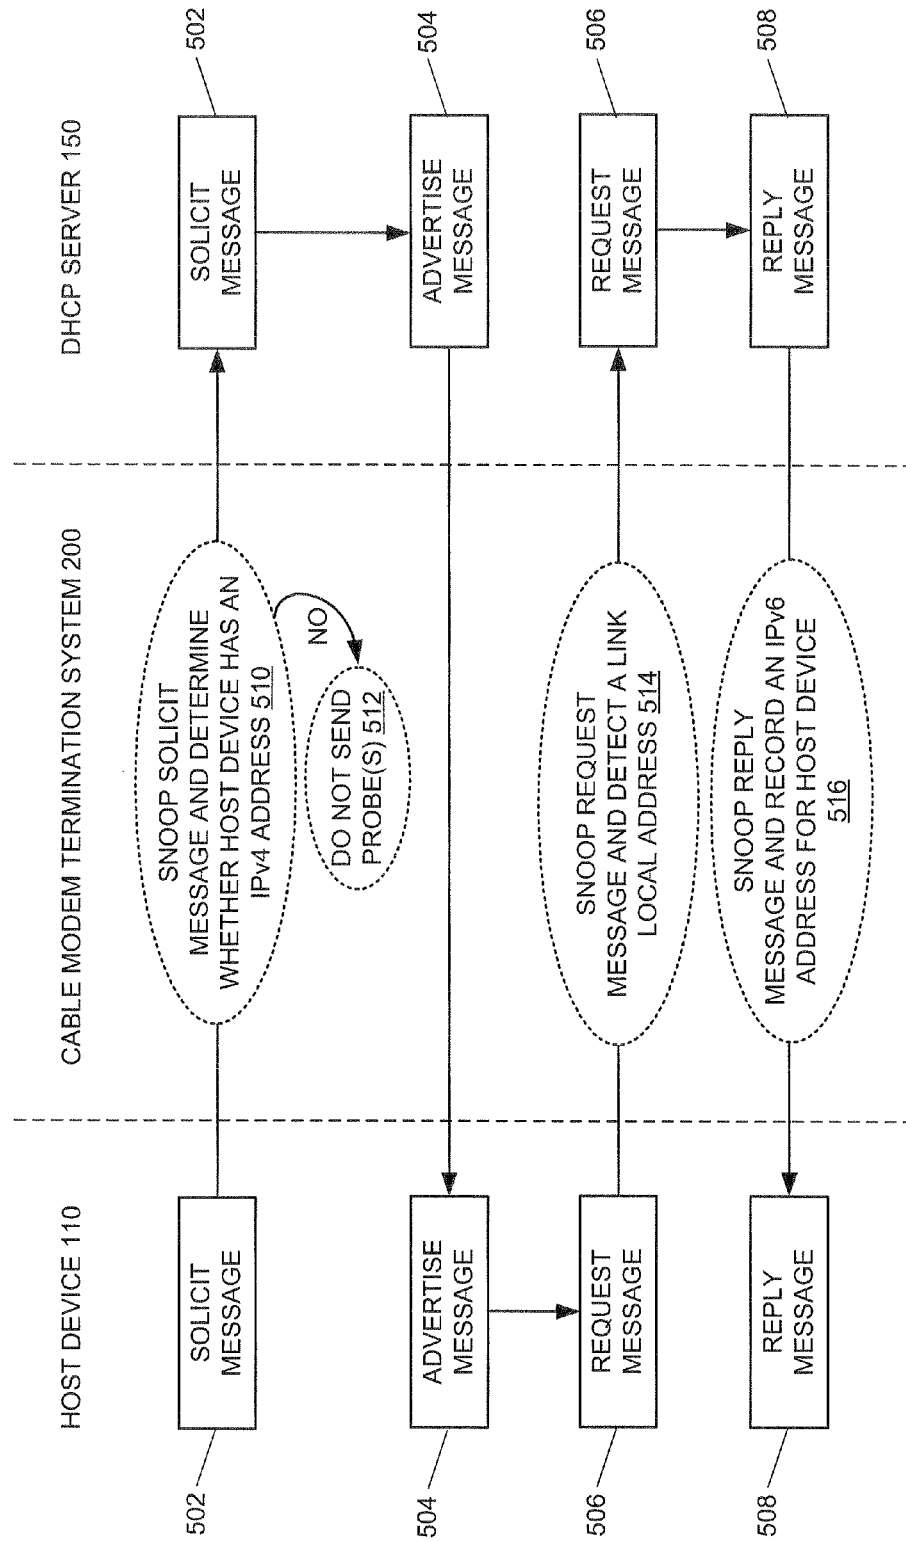 HOST DEVICE 110
CABLE MODEM TERMINATION SYSTEM 200
DHCP SERVER 150
502
SOLICIT
MESSAGE
SNOOP SOLICIT
MESSAGE AND DETERMINE
WHETHER HOST DEVICE HAS AN
IPv4 ADDRESS 510
SOLICIT
MESSAGE
502
NO
DO NOT SEND
PROBE(S) 512
504
ADVERTISE
MESSAGE
ADVERTISE
MESSAGE
504
506
REQUEST
MESSAGE
SNOOP REQUEST
MESSAGE AND DETECT A LINK
LOCAL ADDRESS 514
REQUEST
MESSAGE
506
508
REPLY
MESSAGE
SNOOP REPLY
MESSAGE AND RECORD AN IPv6
ADDRESS FOR HOST DEVICE
516
REPLY
MESSAGE
508